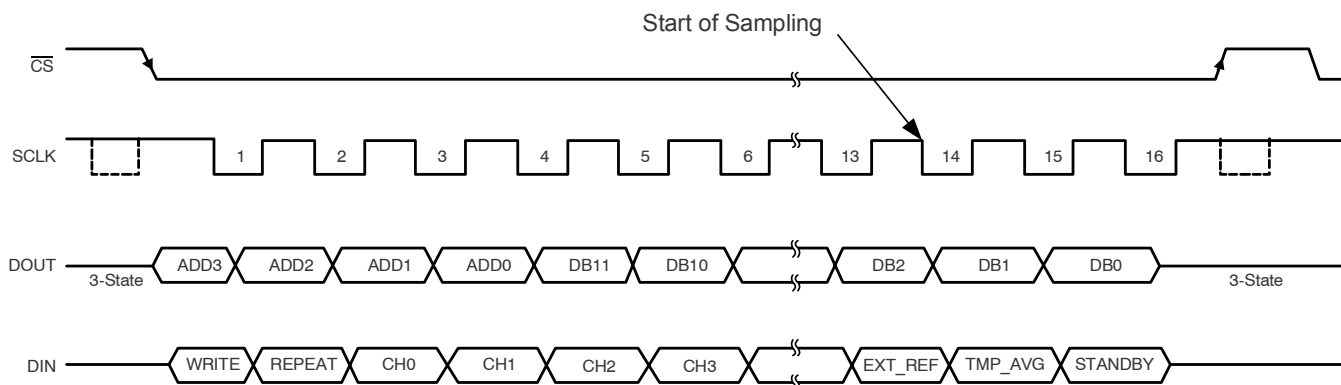 Start of Sampling
CS
SCLK 1 2 3 4 5 6 13 14 15 16
DOUT ADD3 ADD2 ADD1 ADD0 DB11 DB10 DB2 DB1 DB0
3-State 3-State
DIN WRITE REPEAT CH0 CH1 CH2 CH3 EXT_REF TMP_AVG STANDBY